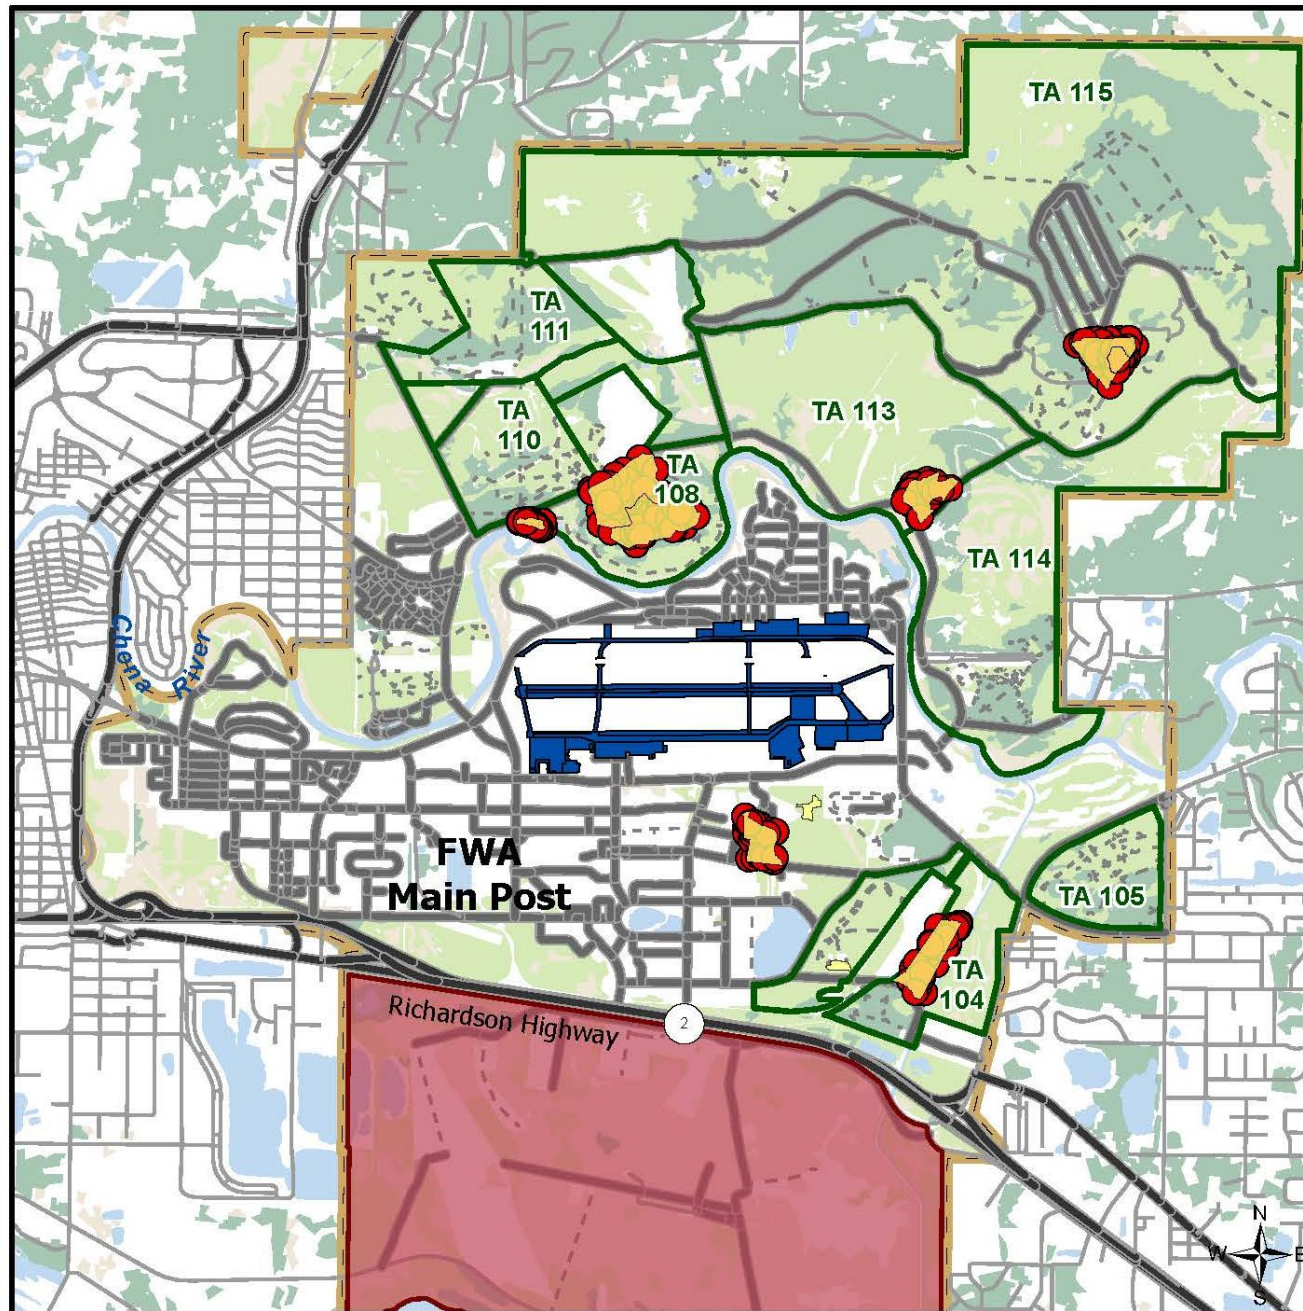 TA 115
TA
111
TA
110
TA 113
TA
108
TA 114
Chena
River
FWA
Main Post
TA 105
TA
104
Richardson Highway
2
N
W
E
S